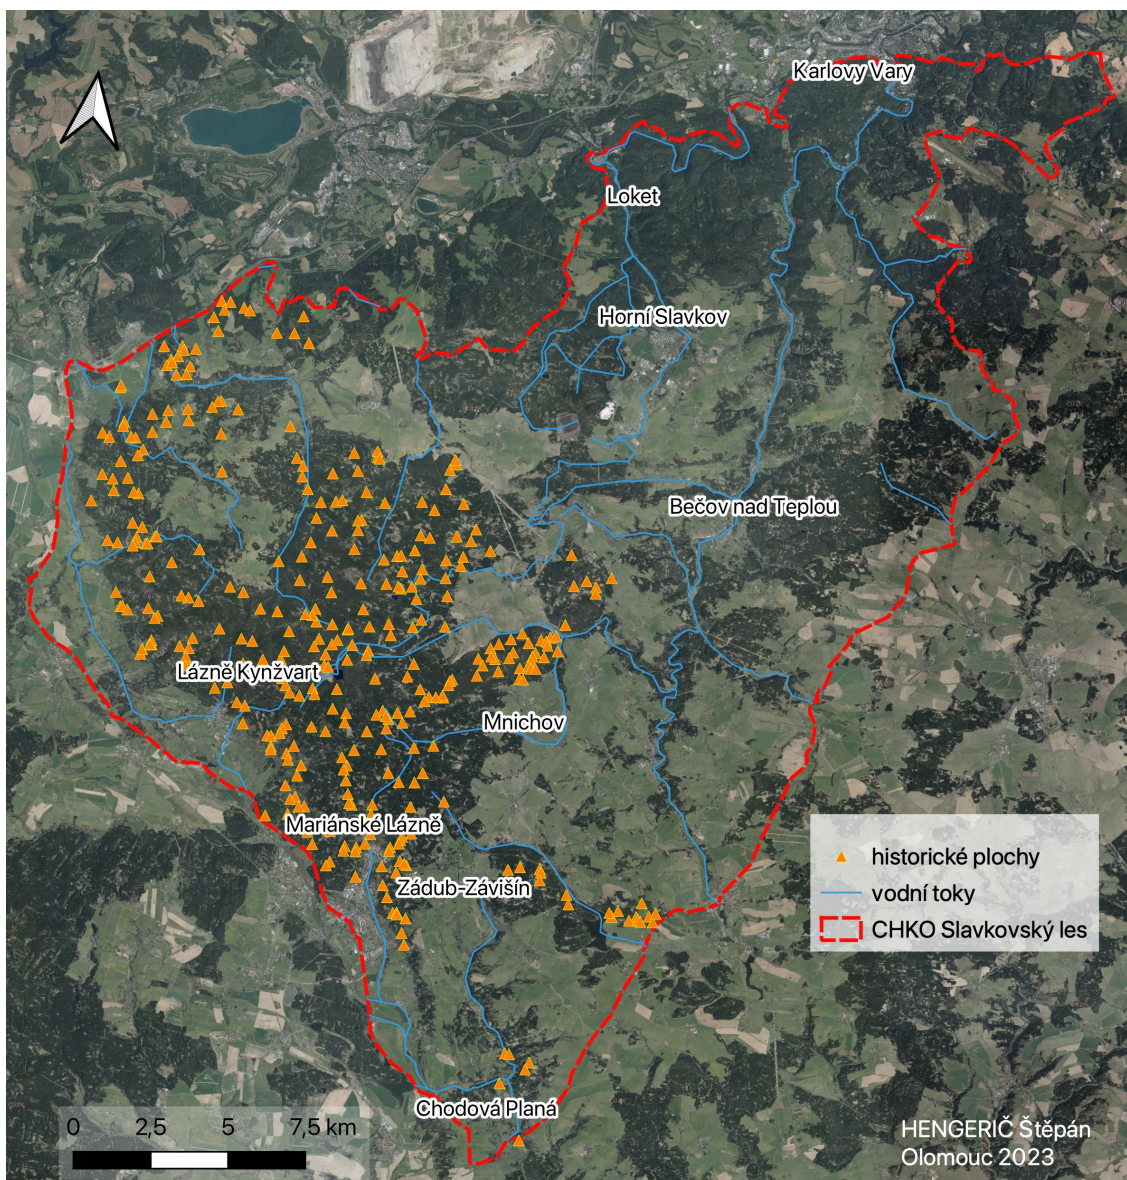 Karlovy Vary
Loket
Horní Slavkov
Bečov nad Teplou
Lázně Kynžvart
Mnichov
Mariánské Lázně
Zádub-Závišín
Chodová Planá
historické plochy
vodní toky
CHKO Slavkovský les
0 2,5 5 7,5 km
HENGERIČ Štěpán
Olomouc 2023